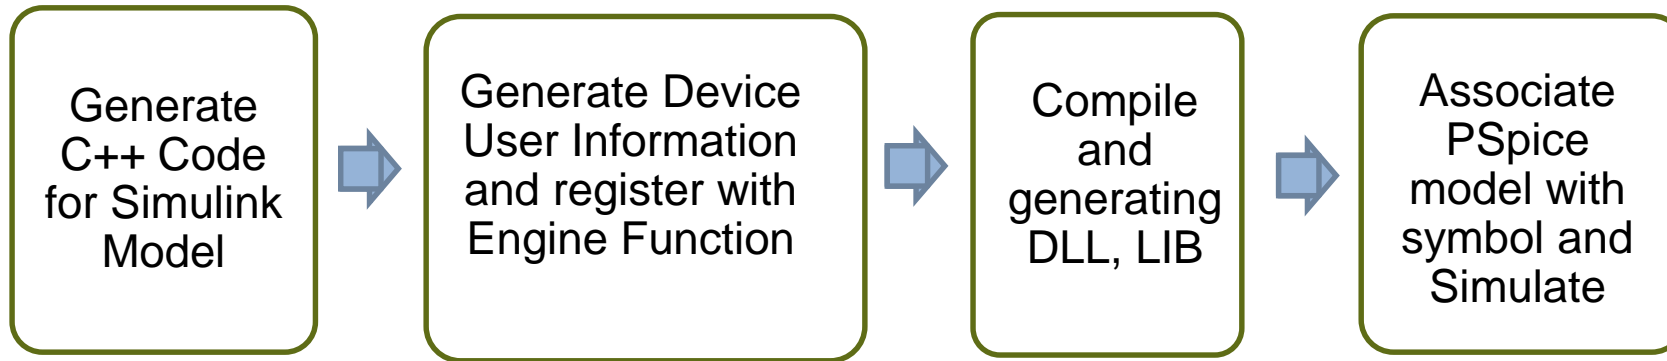 Generate
C++ Code
for Simulink
Model
Generate Device
User Information
and register with
Engine Function
Compile
and
generating
DLL, LIB
Associate
PSpice
model with
symbol and
Simulate